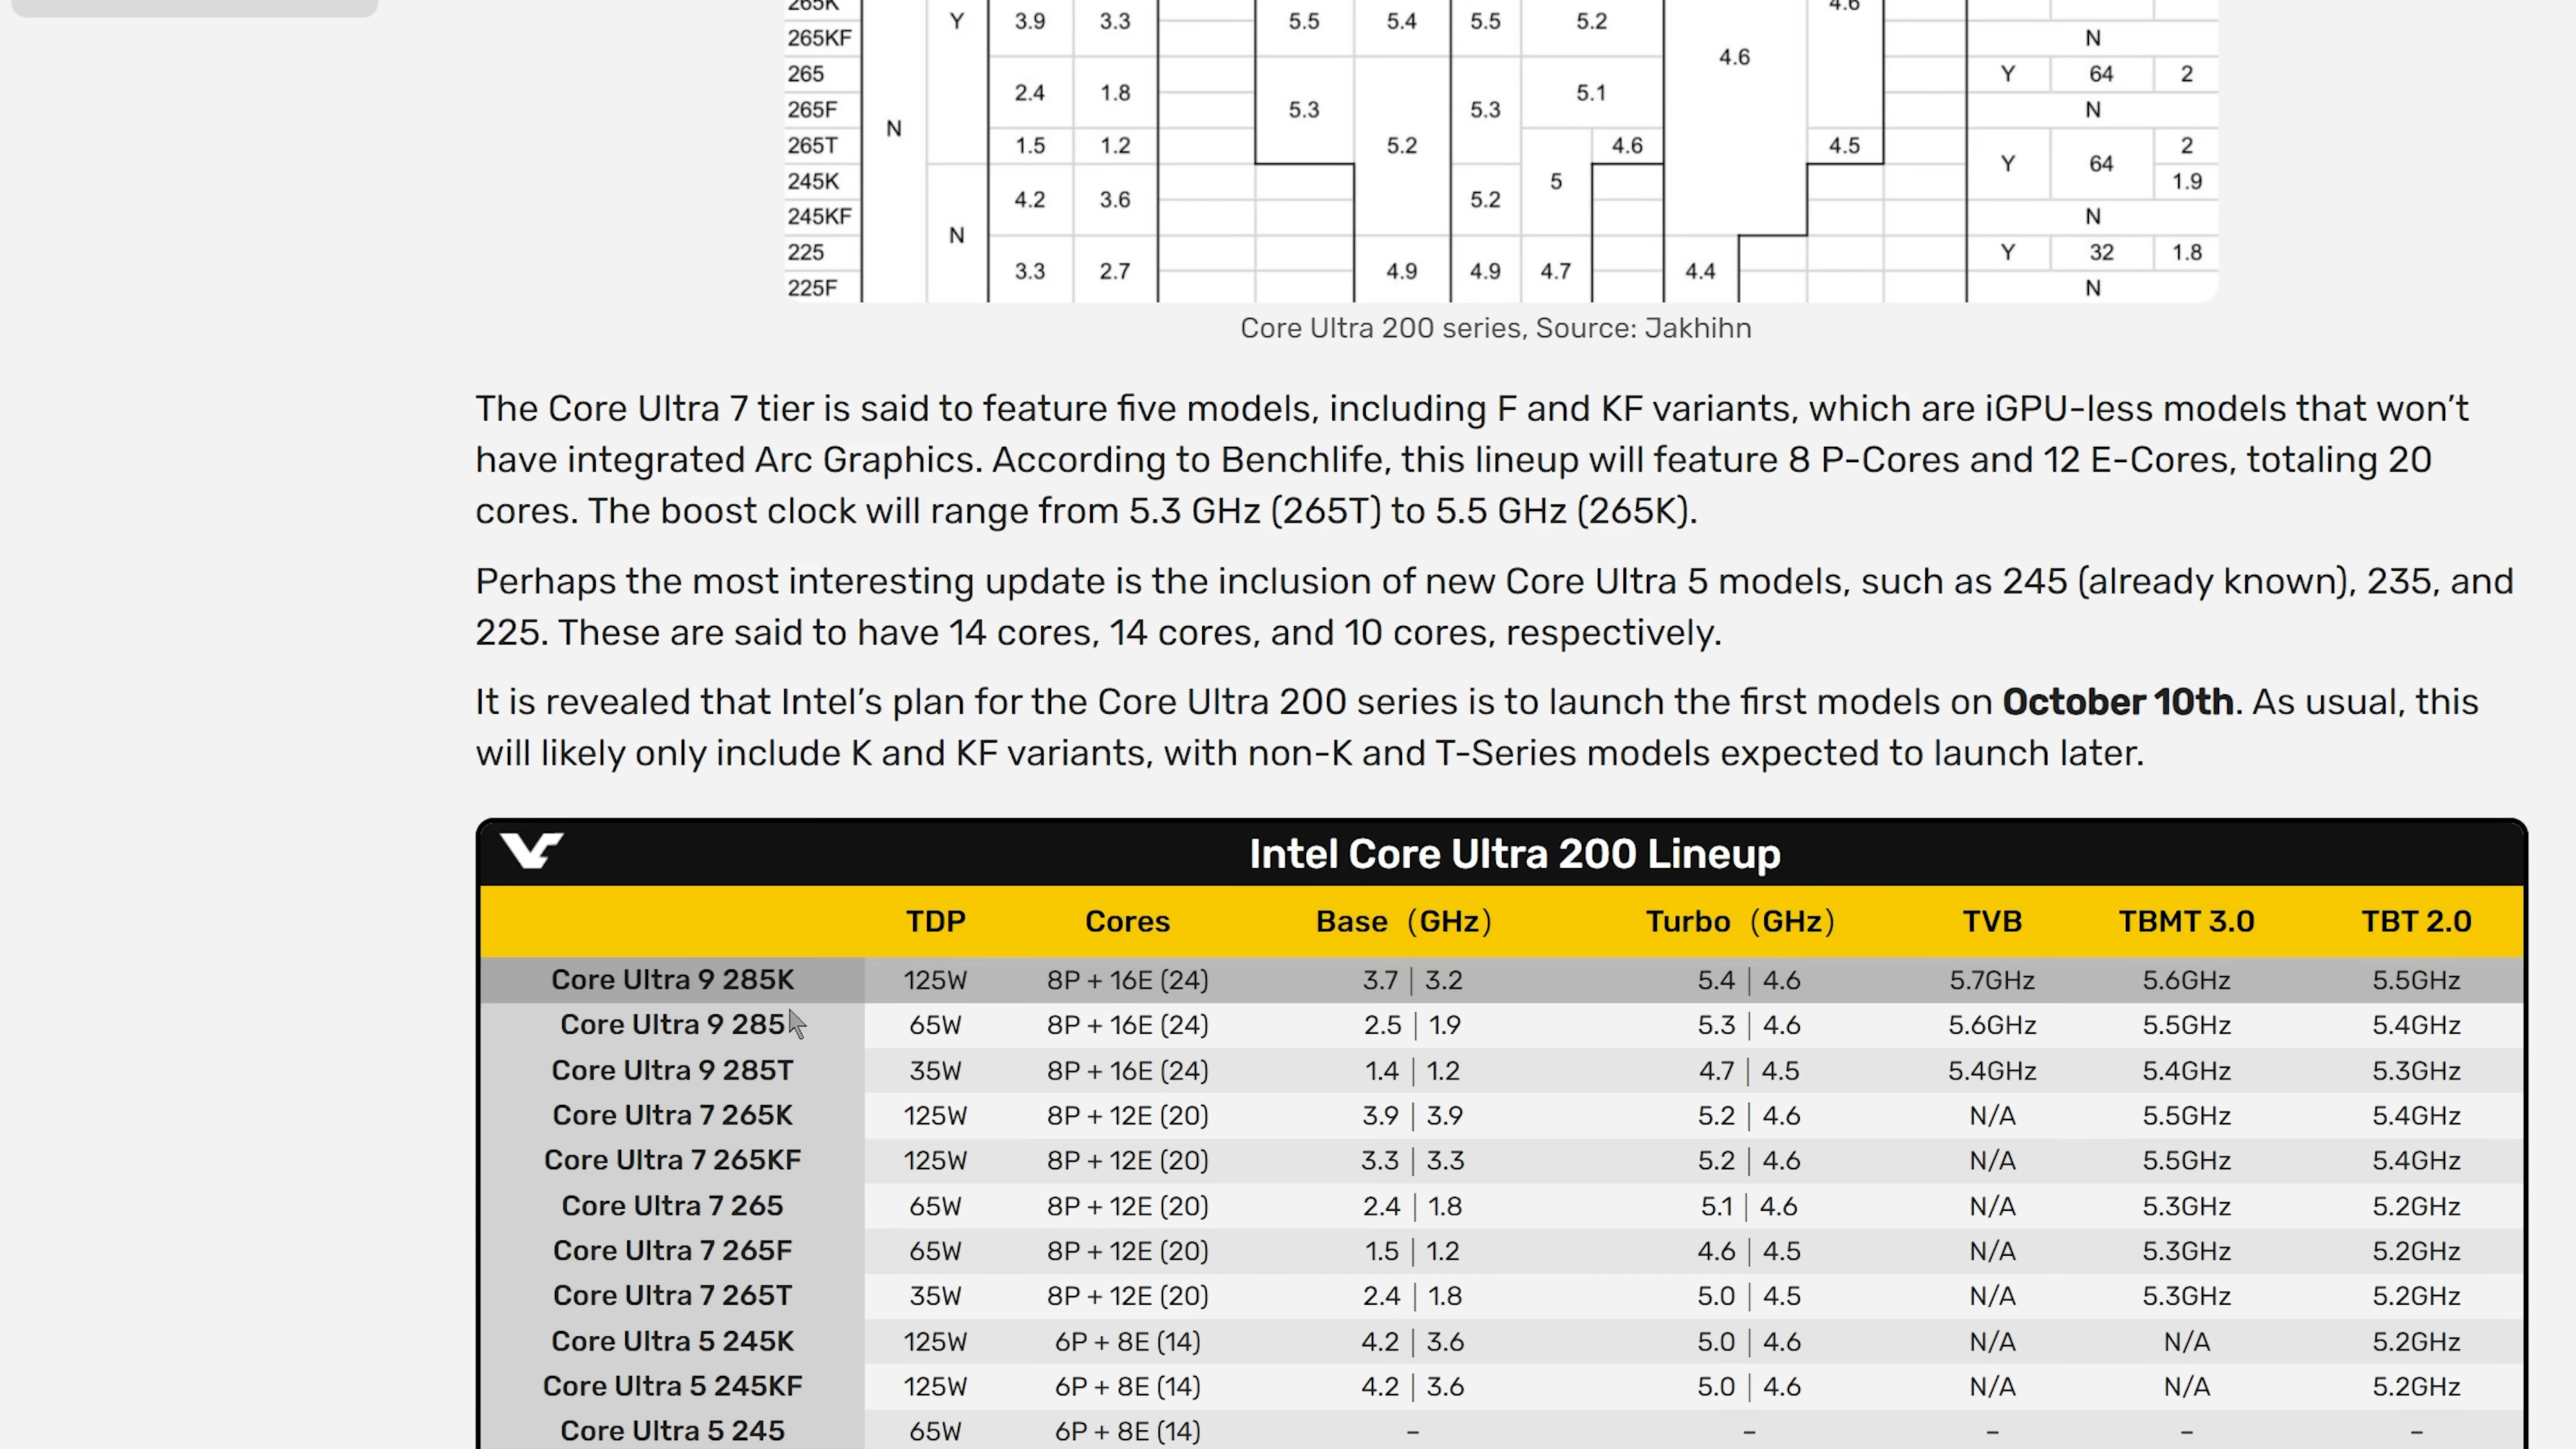 265K
Y 3.9 3.3 5.5 5.4 5.5 5.2 4.6
265KF N
4.6
265 Y 64 2
2.4 1.8 5.1
265F 5.3 5.3 N
N
265T 1.5 1.2 5.2 4.6 4.5 2
Y 64
245K 5 1.9
4.2 3.6 5.2
245KF N
N
225 Y 32 1.8
3.3 2.7 4.9 4.9 4.7 4.4
225F N
Core Ultra 200 series, Source: Jakhihn
The Core Ultra 7 tier is said to feature five models, including F and KF variants, which are iGPU-less models that won’t
have integrated Arc Graphics. According to Benchlife, this lineup will feature 8 P-Cores and 12 E-Cores, totaling 20
cores. The boost clock will range from 5.3 GHz (265T) to 5.5 GHz (265K).
Perhaps the most interesting update is the inclusion of new Core Ultra 5 models, such as 245 (already known), 235, and
225. These are said to have 14 cores, 14 cores, and 10 cores, respectively.
It is revealed that Intel’s plan for the Core Ultra 200 series is to launch the first models on October 10th. As usual, this
will likely only include K and KF variants, with non-K and T-Series models expected to launch later.
Intel Core Ultra 200 Lineup
TDP Cores Base (GHz) Turbo (GHz) TVB TBMT 3.0 TBT 2.0
Core Ultra 9 285K 125W 8P + 16E (24) 3.7 | 3.2 5.4 | 4.6 5.7GHz 5.6GHz 5.5GHz
Core Ultra 9 285 65W 8P + 16E (24) 2.5 | 1.9 5.3 | 4.6 5.6GHz 5.5GHz 5.4GHz
Core Ultra 9 285T 35W 8P + 16E (24) 1.4 | 1.2 4.7 | 4.5 5.4GHz 5.4GHz 5.3GHz
Core Ultra 7 265K 125W 8P + 12E (20) 3.9 | 3.9 5.2 | 4.6 N/A 5.5GHz 5.4GHz
Core Ultra 7 265KF 125W 8P + 12E (20) 3.3 | 3.3 5.2 | 4.6 N/A 5.5GHz 5.4GHz
Core Ultra 7 265 65W 8P + 12E (20) 2.4 | 1.8 5.1 | 4.6 N/A 5.3GHz 5.2GHz
Core Ultra 7 265F 65W 8P + 12E (20) 1.5 | 1.2 4.6 | 4.5 N/A 5.3GHz 5.2GHz
Core Ultra 7 265T 35W 8P + 12E (20) 2.4 | 1.8 5.0 | 4.5 N/A 5.3GHz 5.2GHz
Core Ultra 5 245K 125W 6P + 8E (14) 4.2 | 3.6 5.0 | 4.6 N/A N/A 5.2GHz
Core Ultra 5 245KF 125W 6P + 8E (14) 4.2 | 3.6 5.0 | 4.6 N/A N/A 5.2GHz
Core Ultra 5 245 65W 6P + 8E (14) – – – – –